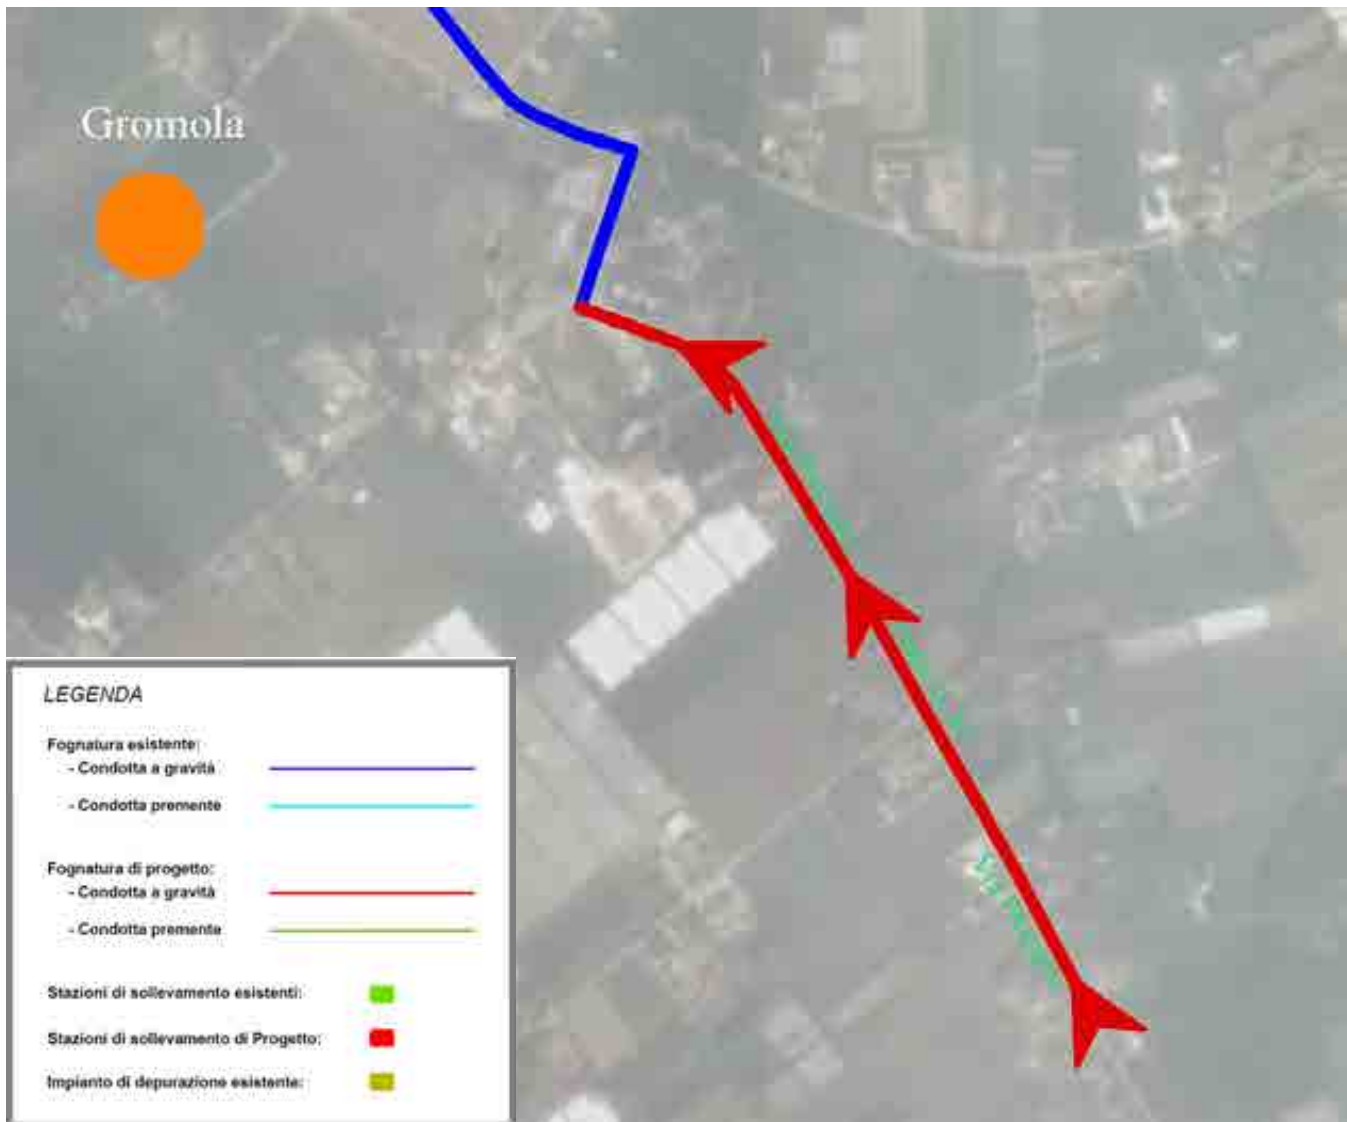 Gromola
Via
LEGENDA
Fognatura esistente:
- Condotta a gravità
- Condotta premente
Fognatura di progetto:
- Condotta a gravità
- Condotta premente
Stazioni di sollevamento esistenti:
Stazioni di sollevamento di Progetto:
Impianto di depurazione esistente: